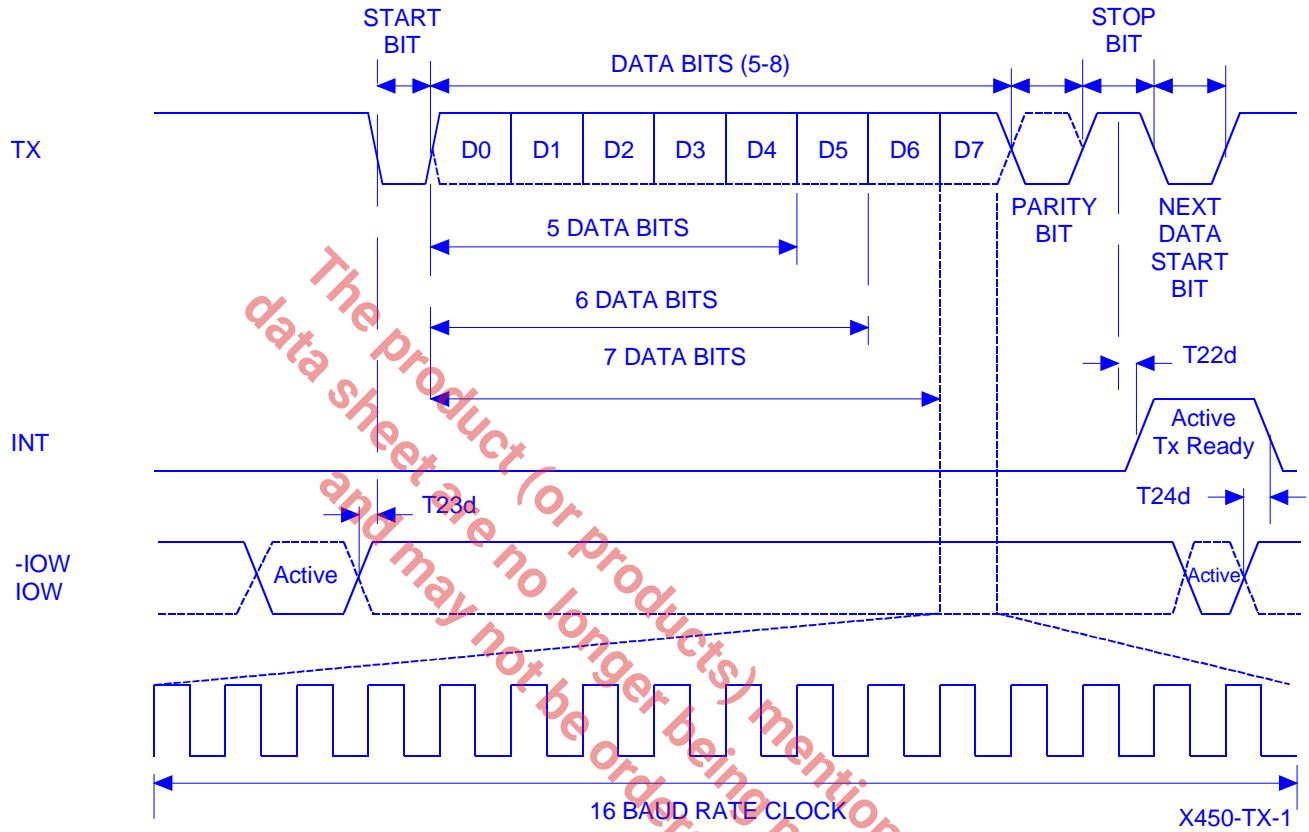 START
BIT
STOP
BIT
DATA BITS (5-8)
TX
D0 D1 D2 D3 D4 D5 D6 D7
PARITY
BIT
NEXT
DATA
START
BIT
5 DATA BITS
6 DATA BITS
7 DATA BITS
T22d
INT
Active
Tx Ready
T23d
T24d
-IOW
IOW
Active
Active
16 BAUD RATE CLOCK
X450-TX-1
The product (or products) mention
data sheet are no longer being
and may not be